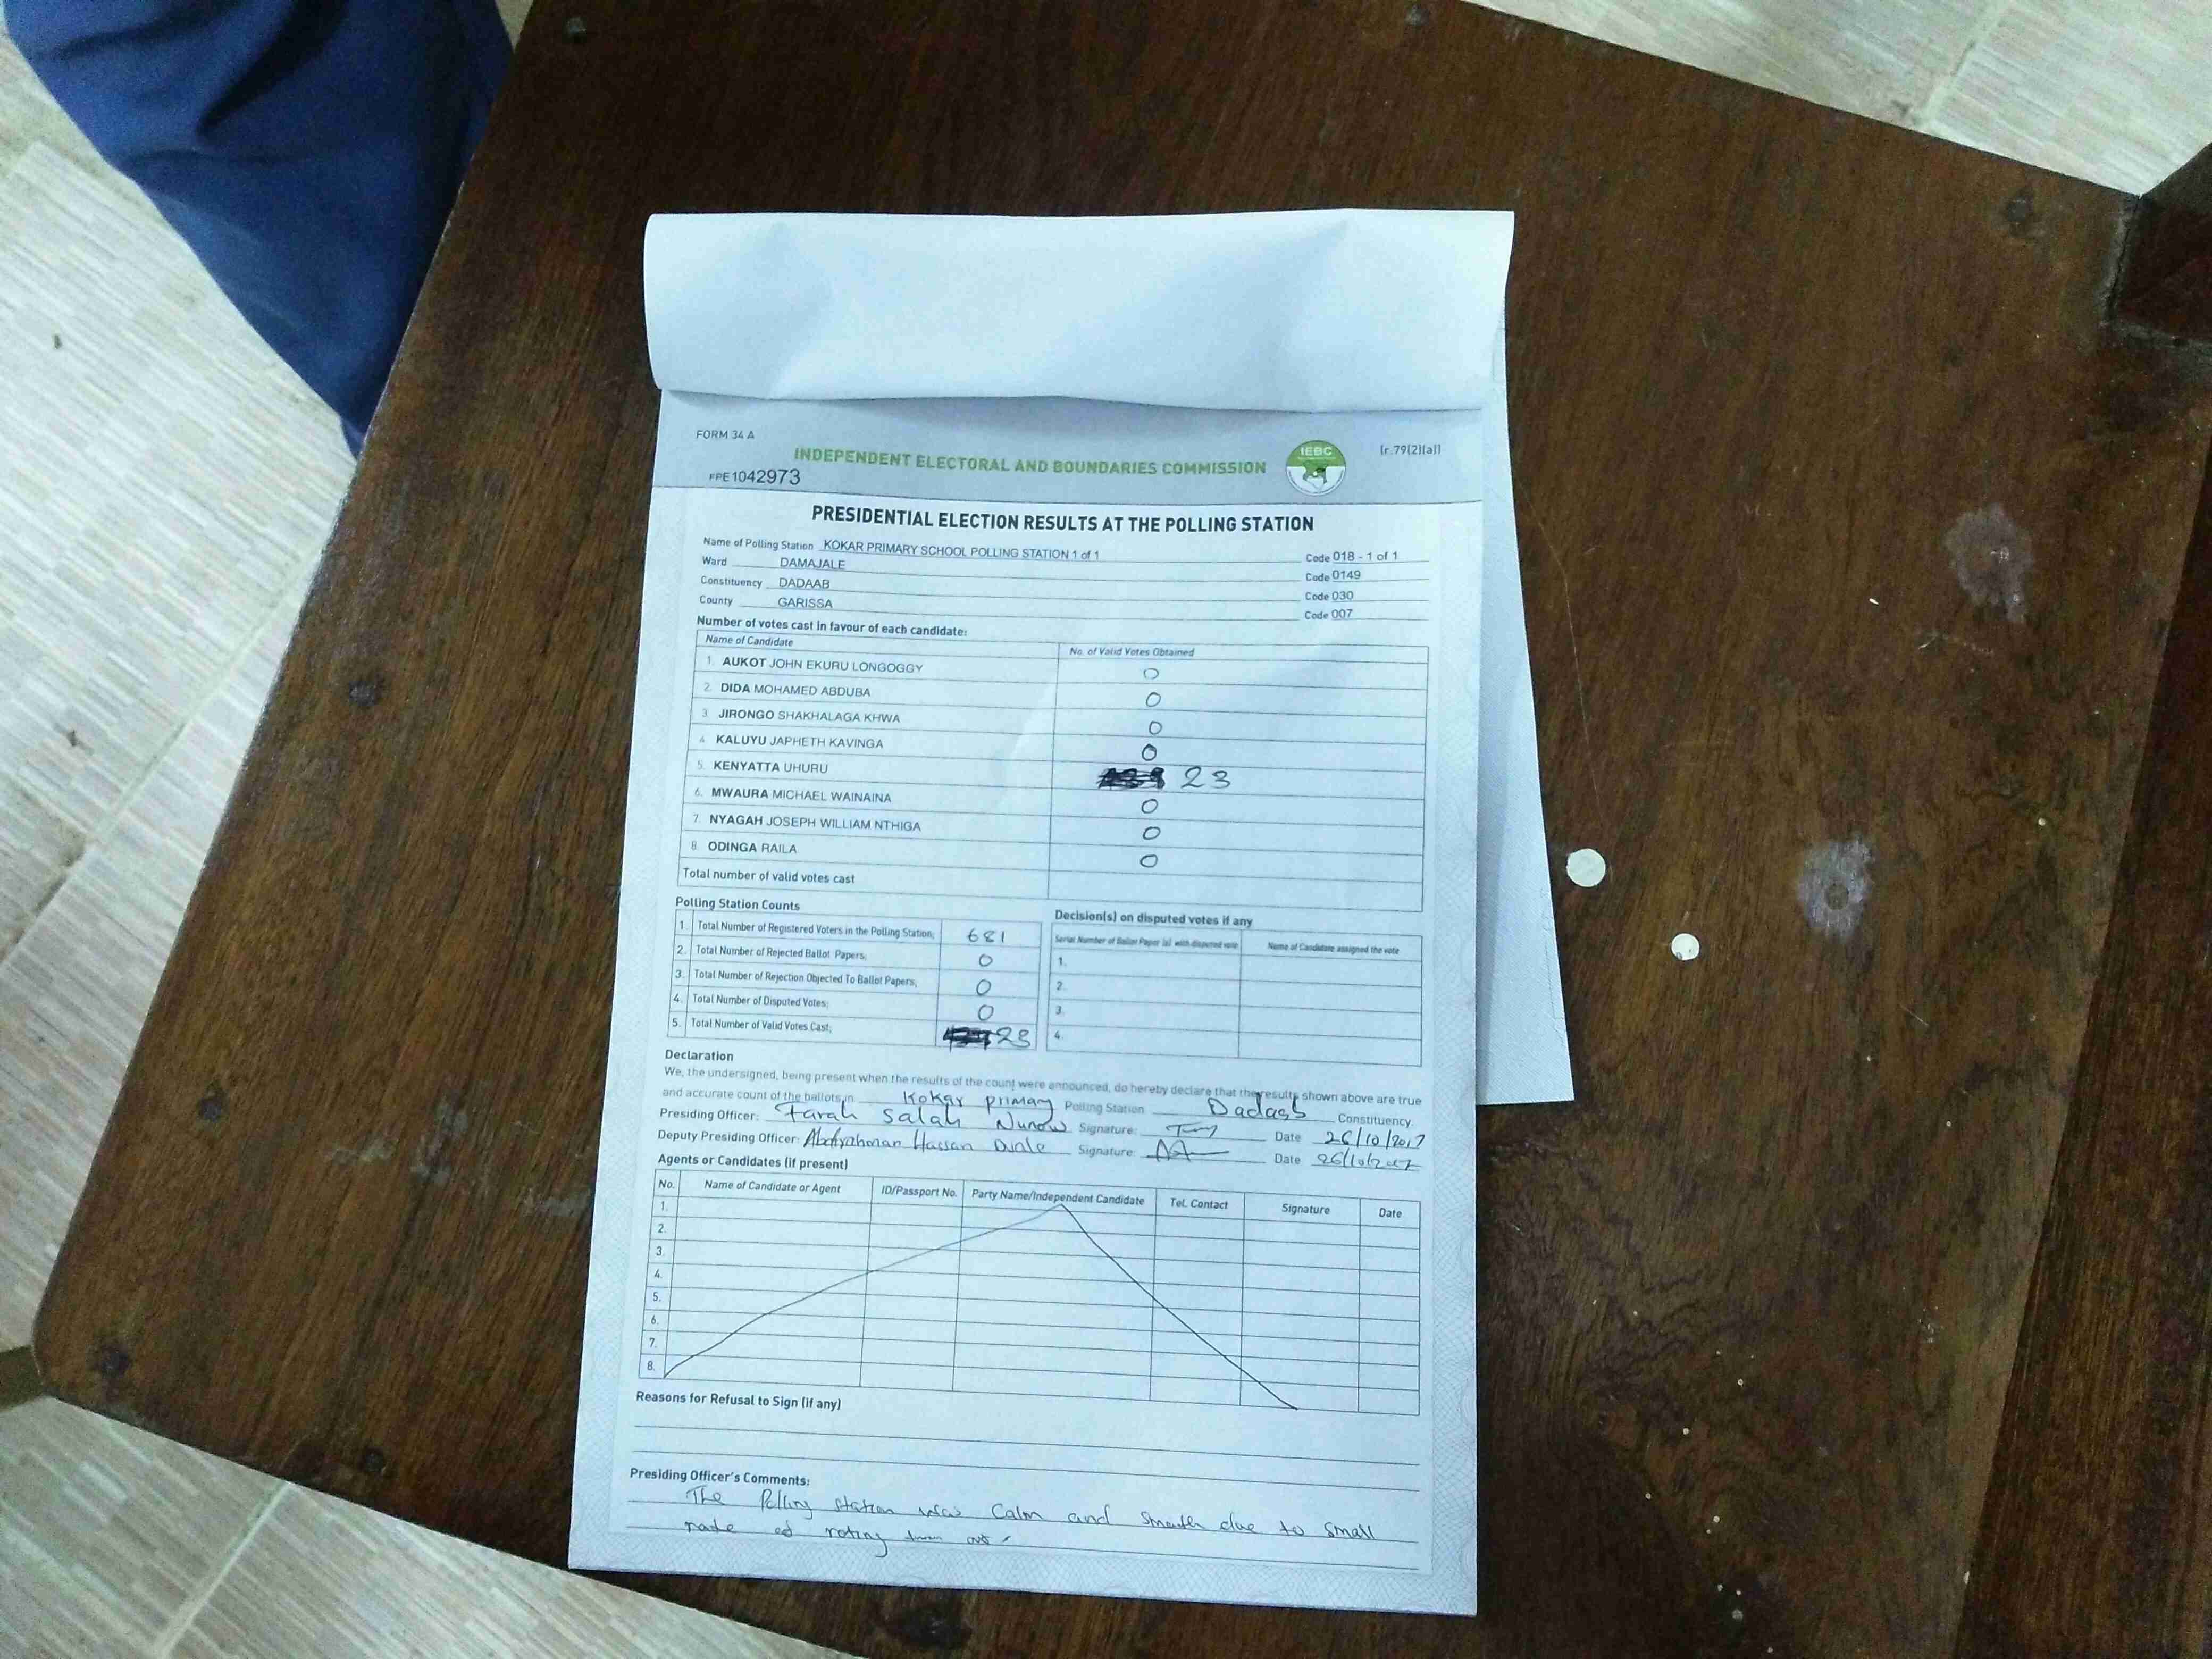 FORM 34 A
[r.79(2)(a)]
INDEPENDENT ELECTORAL AND BOUNDARIES COMMISSION
IEBC
FPE1042973
PRESIDENTIAL ELECTION RESULTS AT THE POLLING STATION
Name of Polling Station KOKAR PRIMARY SCHOOL POLLING STATION 1 of 1 Code 018 - 1 of 1
Ward DAMAJALE Code 0149
Constituency DADAAB Code 030
County GARISSA Code 007
Number of votes cast in favour of each candidate:
Name of Candidate No. of Valid Votes Obtained
1. AUKOT JOHN EKURU LONGOGGY 0
2. DIDA MOHAMED ABDUBA 0
3. JIRONGO SHAKHALAGA KHWA 0
4. KALUYU JAPHETH KAVINGA 0
5. KENYATTA UHURU 23
6. MWAURA MICHAEL WAINAINA 0
7. NYAGAH JOSEPH WILLIAM NTHIGA 0
8. ODINGA RAILA 0
Total number of valid votes cast
Polling Station Counts
1. Total Number of Registered Voters in the Polling Station; 681
2. Total Number of Rejected Ballot Papers; 0
3. Total Number of Rejection Objected To Ballot Papers; 0
4. Total Number of Disputed Votes; 0
5. Total Number of Valid Votes Cast; 23
Decision(s) on disputed votes if any
Serial Number of Ballot Paper (s) with disputed vote Name of Candidate assigned the vote
1.
2.
3.
4.
Declaration
We, the undersigned, being present when the results of the count were announced, do hereby declare that the results shown above are true
and accurate count of the ballots in Kokar primary Polling Station Dadaab Constituency
Presiding Officer: Farah Salah Nunow Signature: Date 26/10/2017
Deputy Presiding Officer: Abdirahman Hassan Duale Signature: Date 26/10/2017
Agents or Candidates (if present)
No. Name of Candidate or Agent ID/Passport No. Party Name/Independent Candidate Tel. Contact Signature Date
1.
2.
3.
4.
5.
6.
7.
8.
Reasons for Refusal to Sign (if any)
Presiding Officer's Comments:
The Polling station was Calm and Smooth due to Small
rate of voting turn out.